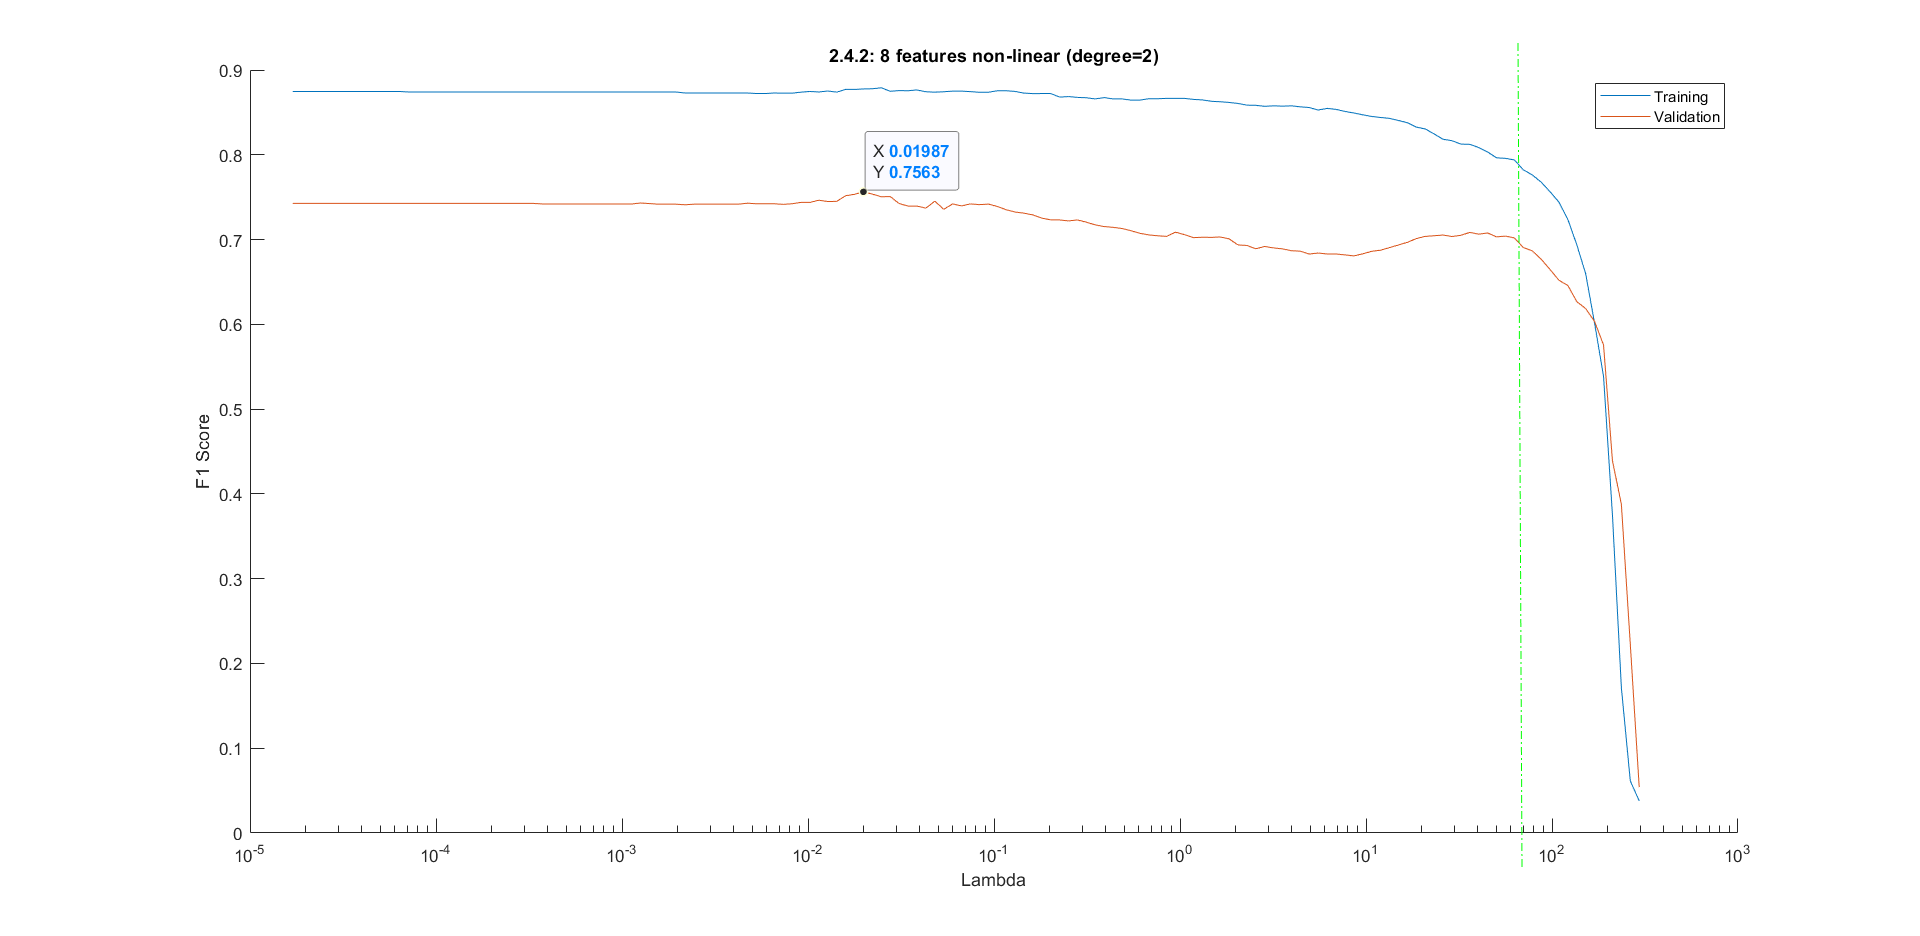 2.4.2: 8 features non-linear (degree=2)
Training
Validation
X 0.01987
Y 0.7563
F1 Score
0.9
0.8
0.7
0.6
0.5
0.4
0.3
0.2
0.1
0
10⁻⁵ 10⁻⁴ 10⁻³ 10⁻² 10⁻¹ 10⁰ 10¹ 10² 10³
Lambda